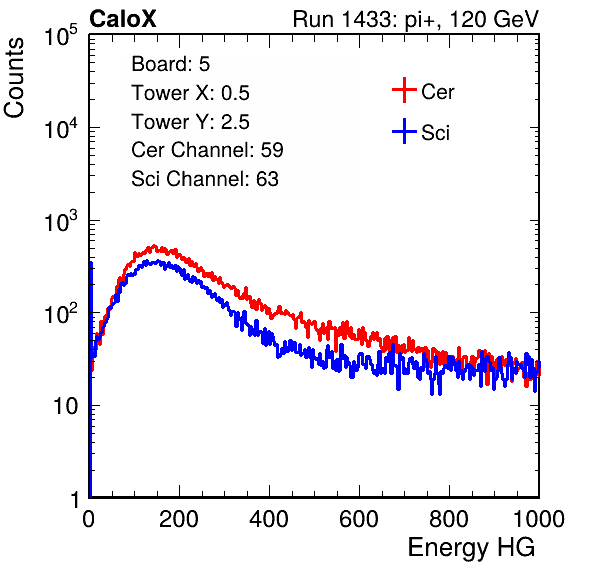 CaloX Run 1433: pi+, 120 GeV
Counts
10^5
10^4
10^3
10^2
10
1
Board: 5
Tower X: 0.5
Tower Y: 2.5
Cer Channel: 59
Sci Channel: 63
Cer
Sci
0 200 400 600 800 1000
Energy HG